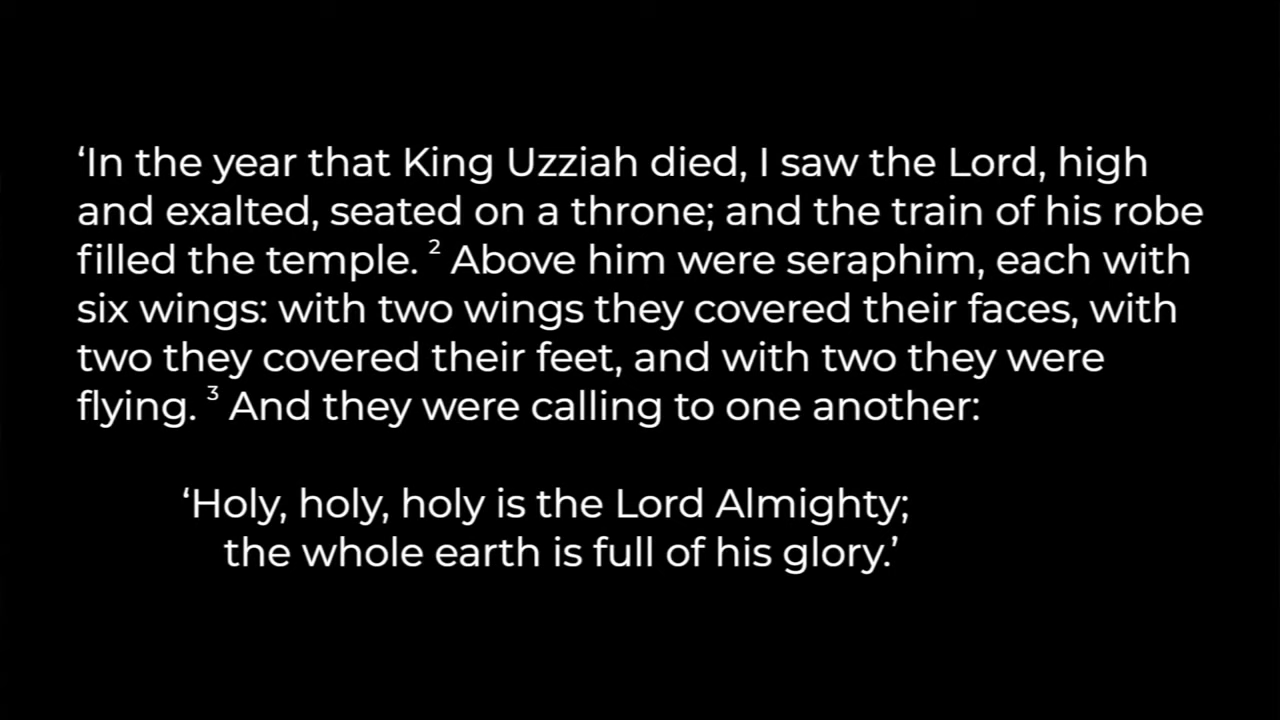 ‘In the year that King Uzziah died, I saw the Lord, high
and exalted, seated on a throne; and the train of his robe
filled the temple. ² Above him were seraphim, each with
six wings: with two wings they covered their faces, with
two they covered their feet, and with two they were
flying. ³ And they were calling to one another:
‘Holy, holy, holy is the Lord Almighty;
the whole earth is full of his glory.’